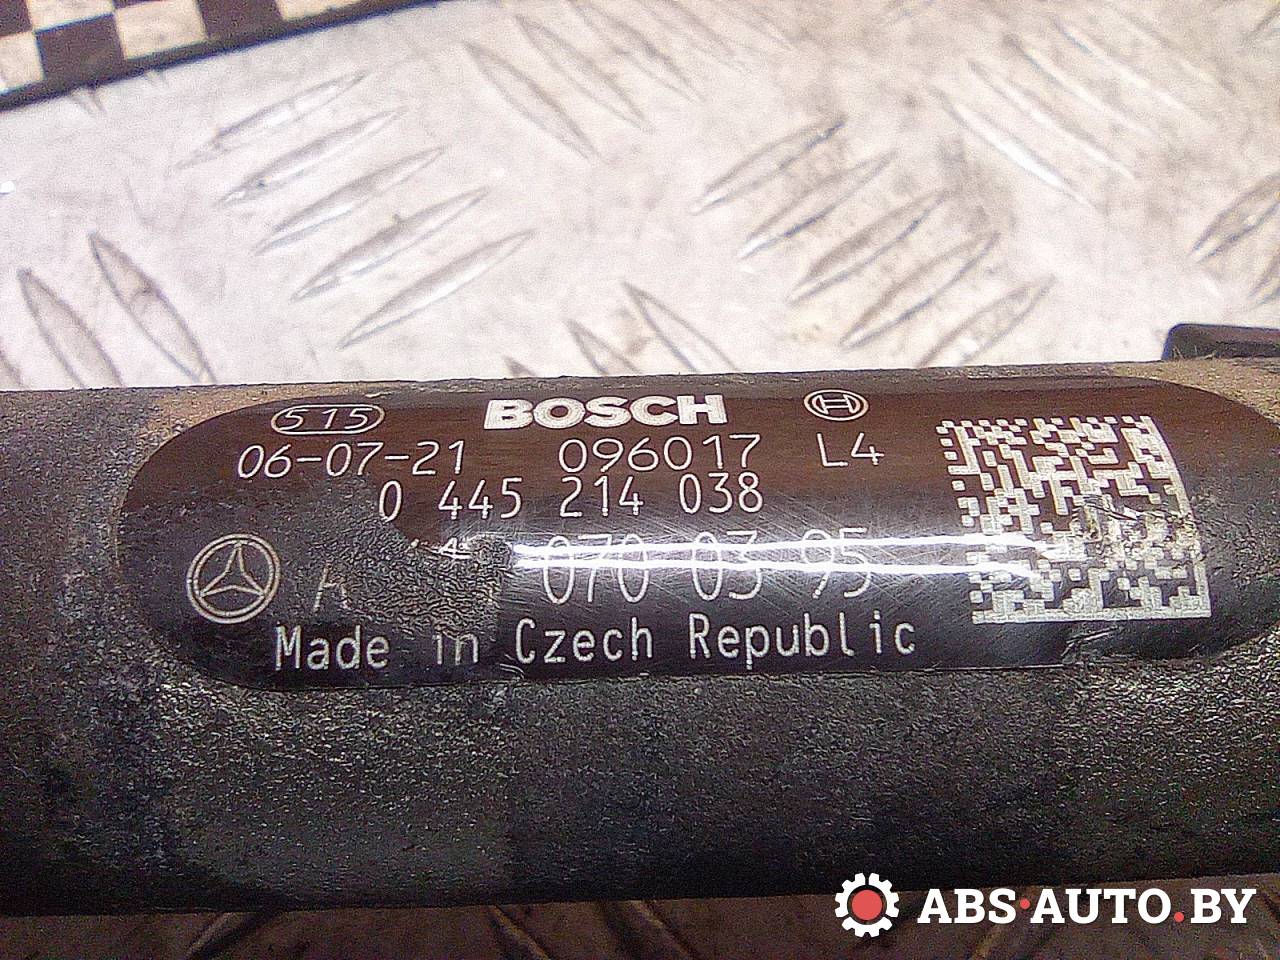 515 BOSCH
06-07-21 096017 L4
0 445 214 038
A 070 03 95
Made in Czech Republic
ABS·AUTO.BY